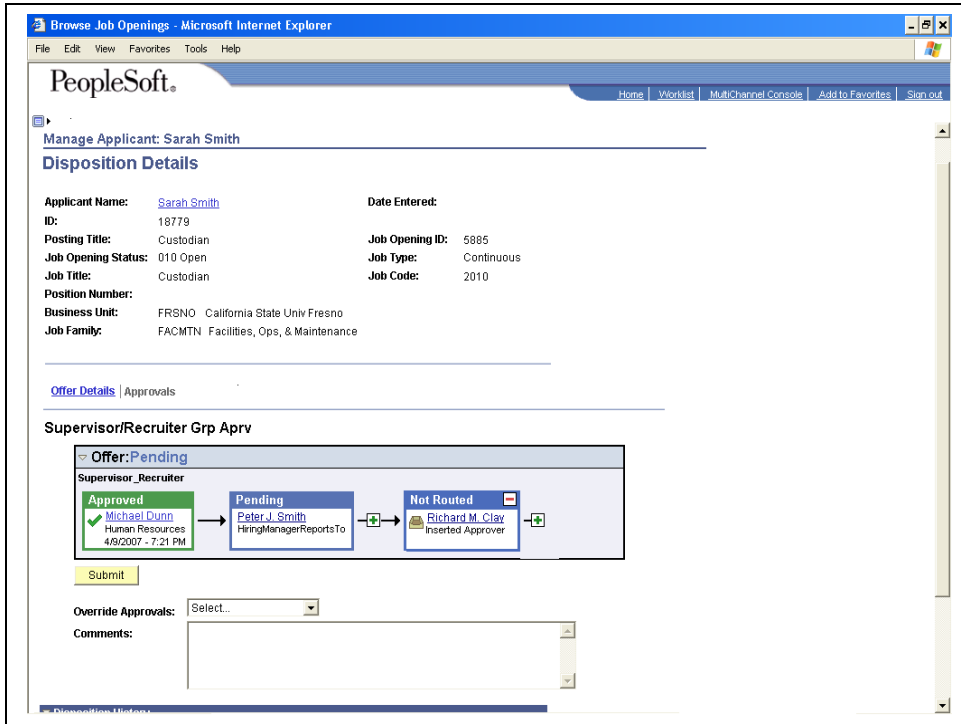 Browse Job Openings - Microsoft Internet Explorer
File Edit View Favorites Tools Help
PeopleSoft®
Home | Worklist | MultiChannel Console | Add to Favorites | Sign out
Manage Applicant: Sarah Smith
Disposition Details
Applicant Name: Sarah Smith Date Entered:
ID: 18779
Posting Title: Custodian Job Opening ID: 5885
Job Opening Status: 010 Open Job Type: Continuous
Job Title: Custodian Job Code: 2010
Position Number:
Business Unit: FRSNO California State Univ Fresno
Job Family: FACMTN Facilities, Ops, & Maintenance
Offer Details | Approvals
Supervisor/Recruiter Grp Aprv
Offer:Pending
Supervisor_Recruiter
Approved Pending Not Routed
Michael Dunn Peter J. Smith Richard M. Clay
Human Resources HiringManagerReportsTo Inserted Approver
4/9/2007 - 7:21 PM
Submit
Override Approvals: Select...
Comments:
Disposition History